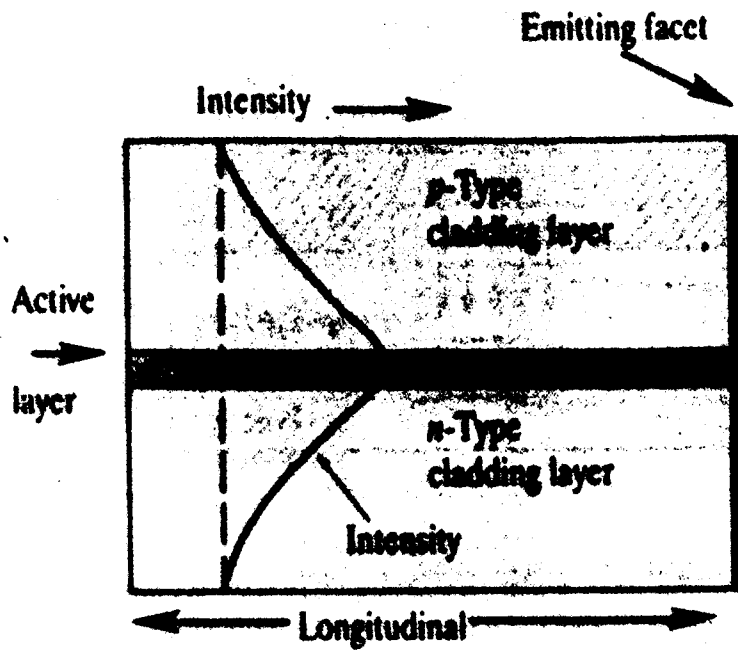 Emitting facet
Intensity
p-Type
cladding layer
Active
layer
n-Type
cladding layer
Intensity
Longitudinal